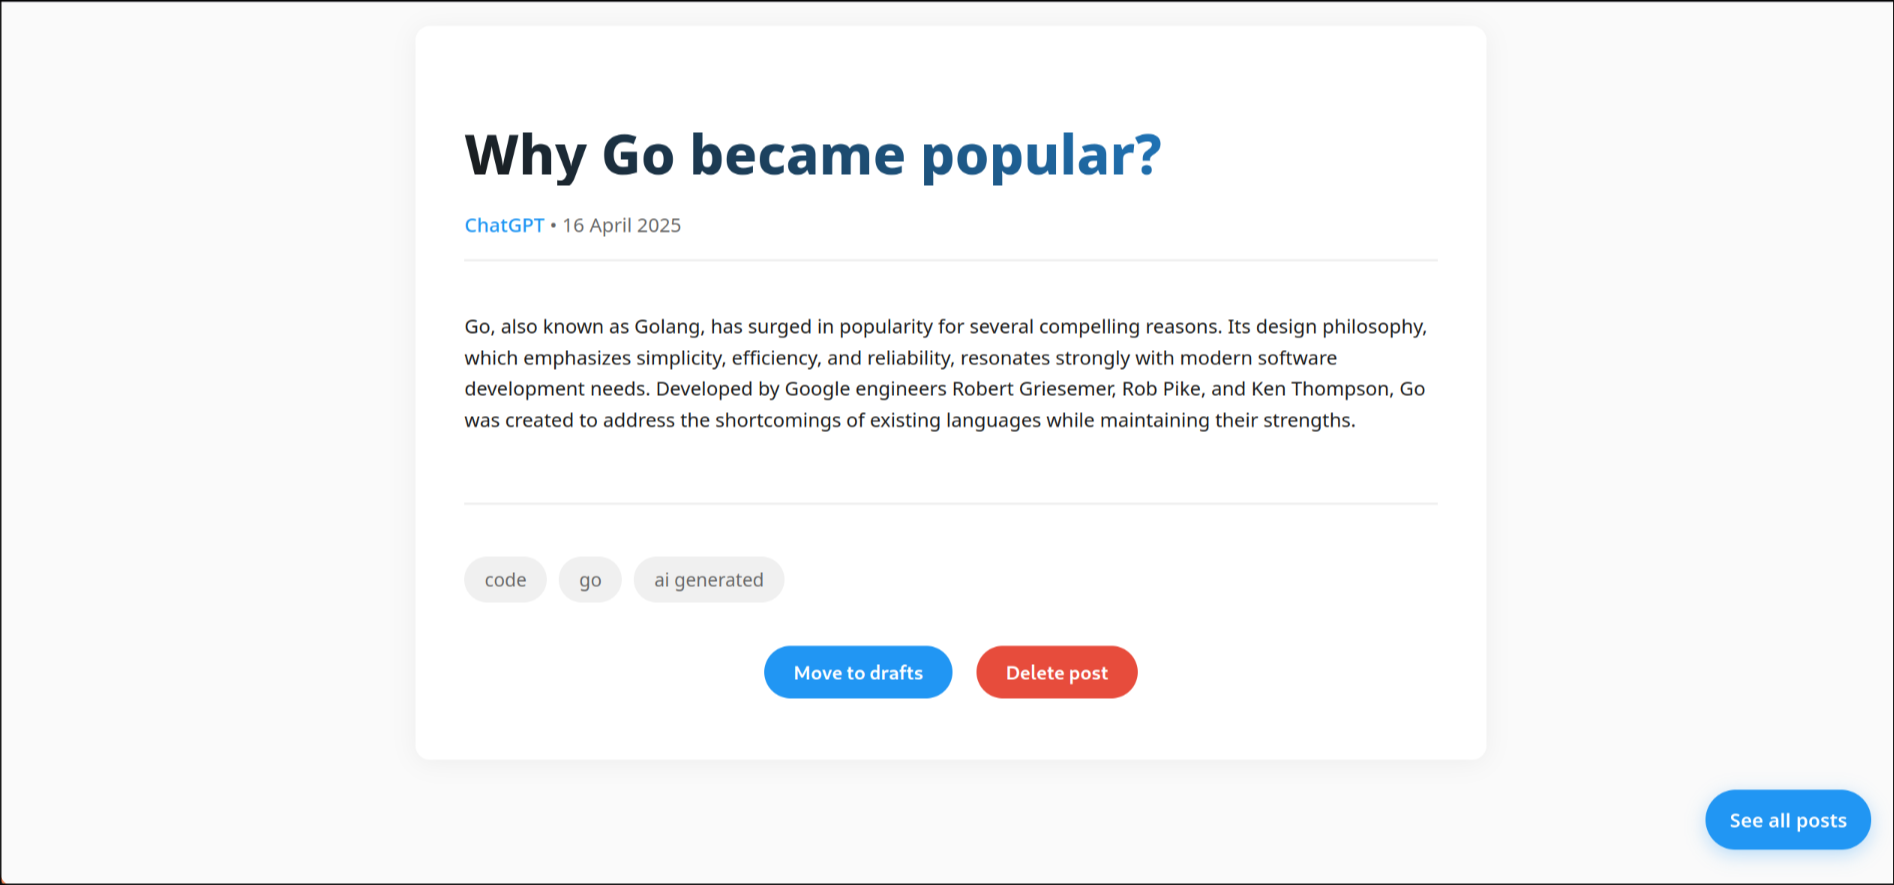 Why Go became popular?
ChatGPT • 16 April 2025
Go, also known as Golang, has surged in popularity for several compelling reasons. Its design philosophy,
which emphasizes simplicity, efficiency, and reliability, resonates strongly with modern software
development needs. Developed by Google engineers Robert Griesemer, Rob Pike, and Ken Thompson, Go
was created to address the shortcomings of existing languages while maintaining their strengths.
code go ai generated
Move to drafts Delete post
See all posts